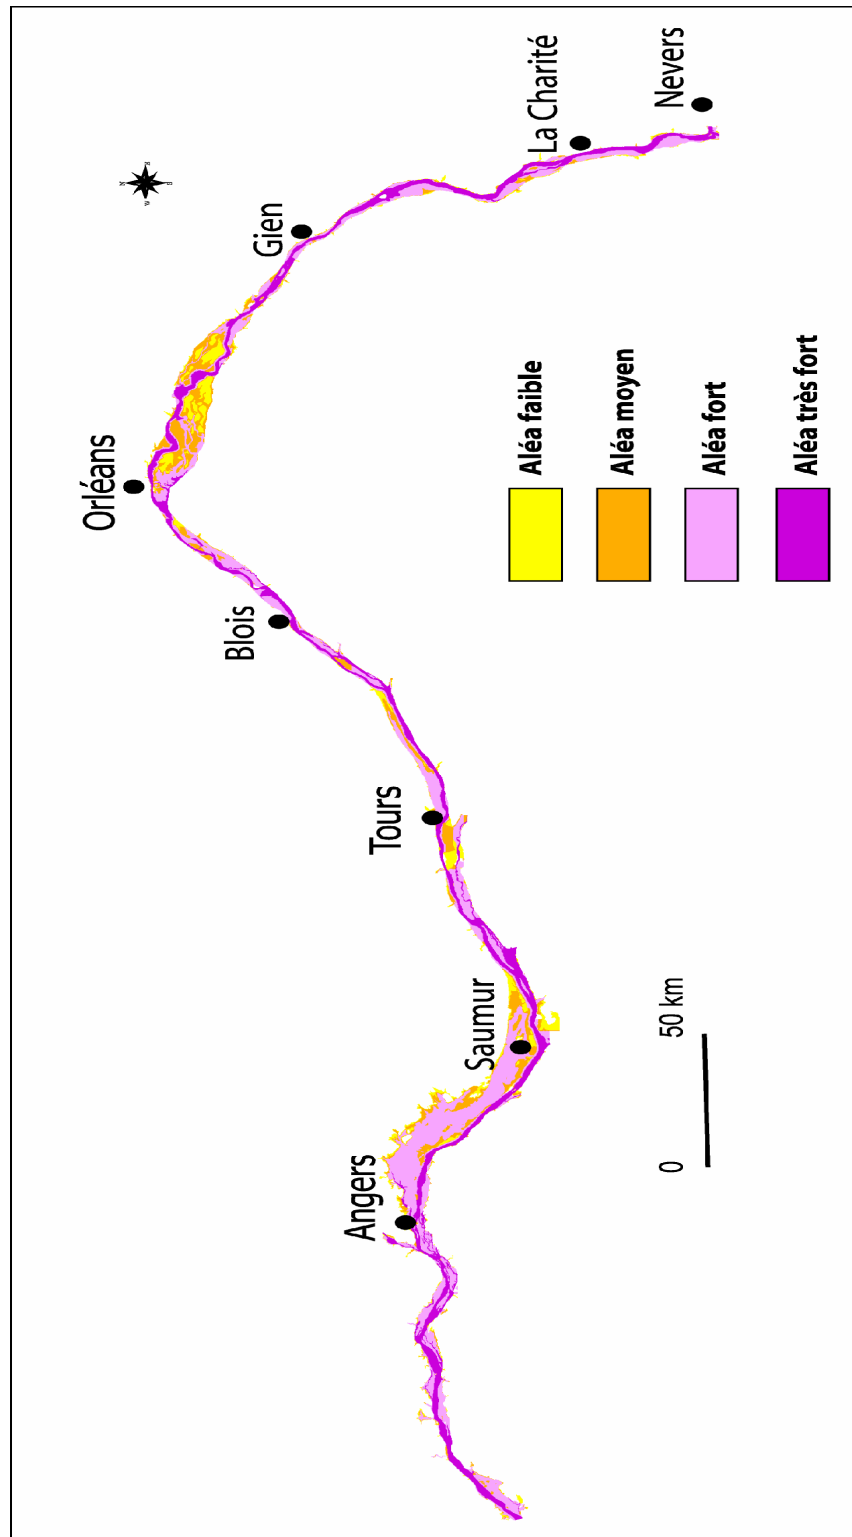 Orléans
Gien
La Charité
Nevers
Blois
Tours
Angers
Saumur
0
50 km
Aléa faible
Aléa moyen
Aléa fort
Aléa très fort